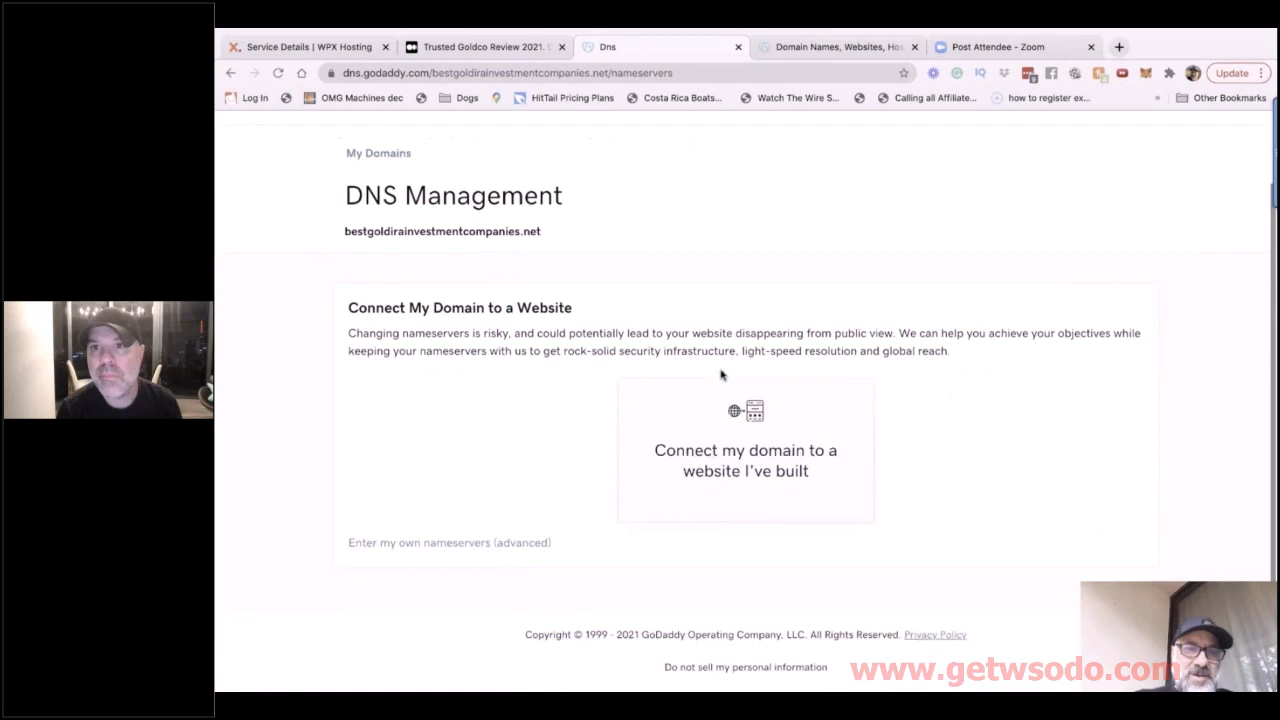 Service Details | WPX Hosting
Trusted Goldco Review 2021.
Dns
Domain Names, Websites, Hos
Post Attendee - Zoom
dns.godaddy.com/bestgoldirainvestmentcompanies.net/nameservers
IQ
Update
Log In
OMG Machines dec
Dogs
HitTail Pricing Plans
Costa Rica Boats...
Watch The Wire S...
Calling all Affiliate...
how to register ex...
»
Other Bookmarks
My Domains
DNS Management
bestgoldirainvestmentcompanies.net
Connect My Domain to a Website
Changing nameservers is risky, and could potentially lead to your website disappearing from public view. We can help you achieve your objectives while
keeping your nameservers with us to get rock-solid security infrastructure, light-speed resolution and global reach.
Connect my domain to a
website I've built
Enter my own nameservers (advanced)
Copyright © 1999 - 2021 GoDaddy Operating Company, LLC. All Rights Reserved. Privacy Policy
Do not sell my personal information
www.getwsodo.com